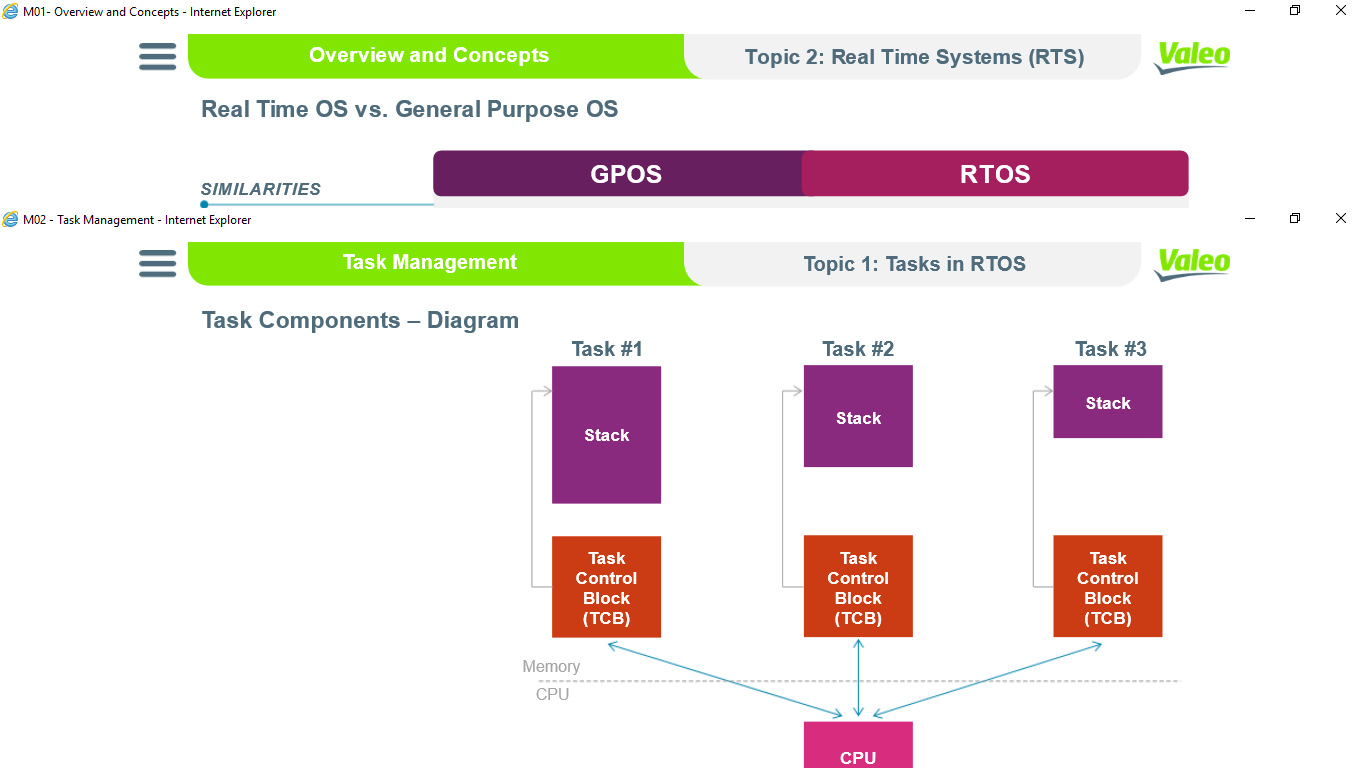 M01- Overview and Concepts - Internet Explorer
Overview and Concepts
Topic 2: Real Time Systems (RTS)
Valeo
Real Time OS vs. General Purpose OS
GPOS
RTOS
SIMILARITIES
M02 - Task Management - Internet Explorer
Task Management
Topic 1: Tasks in RTOS
Valeo
Task Components – Diagram
Task #1
Task #2
Task #3
Stack
Stack
Stack
Task
Control
Block
(TCB)
Task
Control
Block
(TCB)
Task
Control
Block
(TCB)
Memory
CPU
CPU